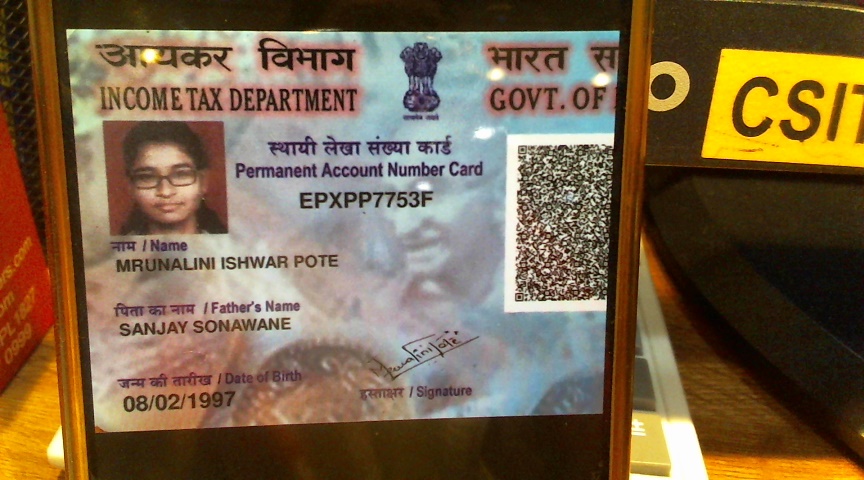 आयकर विभाग
INCOME TAX DEPARTMENT
भारत
GOVT. OF
स्थायी लेखा संख्या कार्ड
Permanent Account Number Card
EPXPP7753F
नाम / Name
MRUNALINI ISHWAR POTE
पिता का नाम / Father's Name
SANJAY SONAWANE
जन्म की तारीख / Date of Birth
08/02/1997
हस्ताक्षर / Signature
CSIT
0999